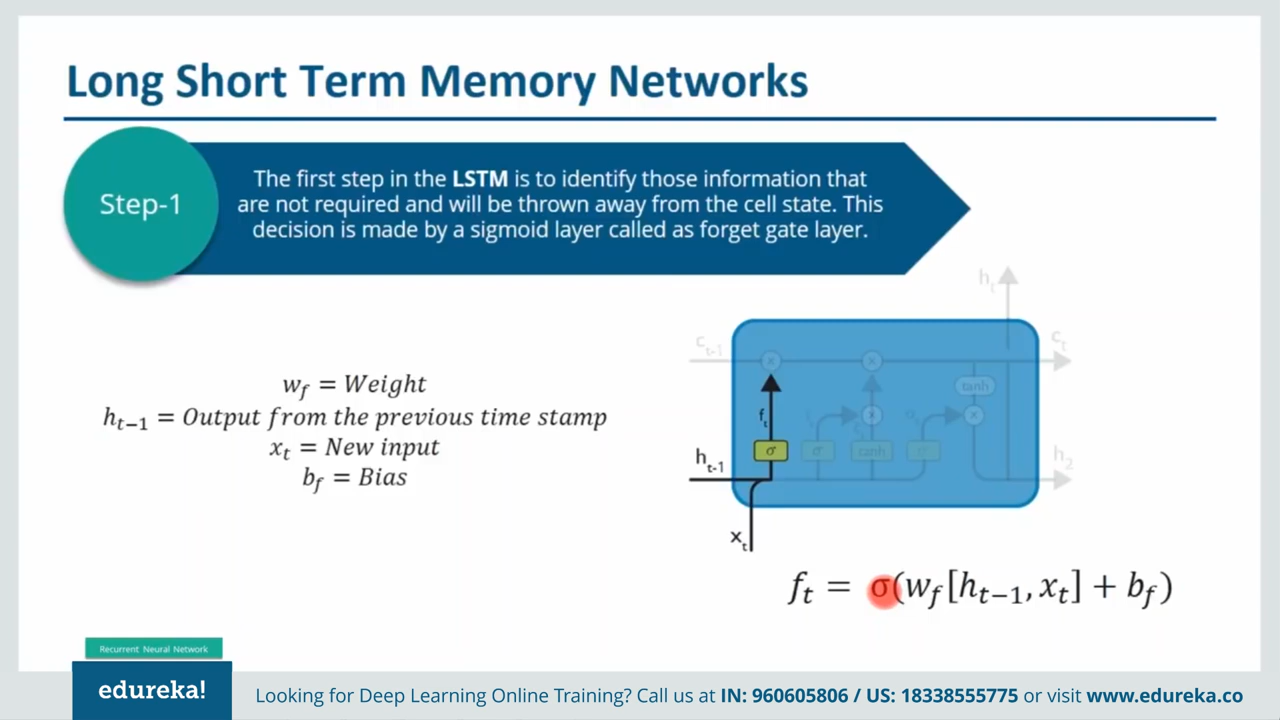 Long Short Term Memory Networks
Step-1
The first step in the LSTM is to identify those information that
are not required and will be thrown away from the cell state. This
decision is made by a sigmoid layer called as forget gate layer.
w_f = Weight
h_{t−1} = Output from the previous time stamp
x_t = New input
b_f = Bias
h_t
c_{t-1}
c_t
x
x
tanh
f_t
x
x
σ
σ
tanh
σ
h_{t-1}
h_2
x_t
f_t = σ(w_f[h_{t−1}, x_t] + b_f)
Recurrent Neural Network
edureka!
Looking for Deep Learning Online Training? Call us at IN: 960605806 / US: 18338555775 or visit www.edureka.co